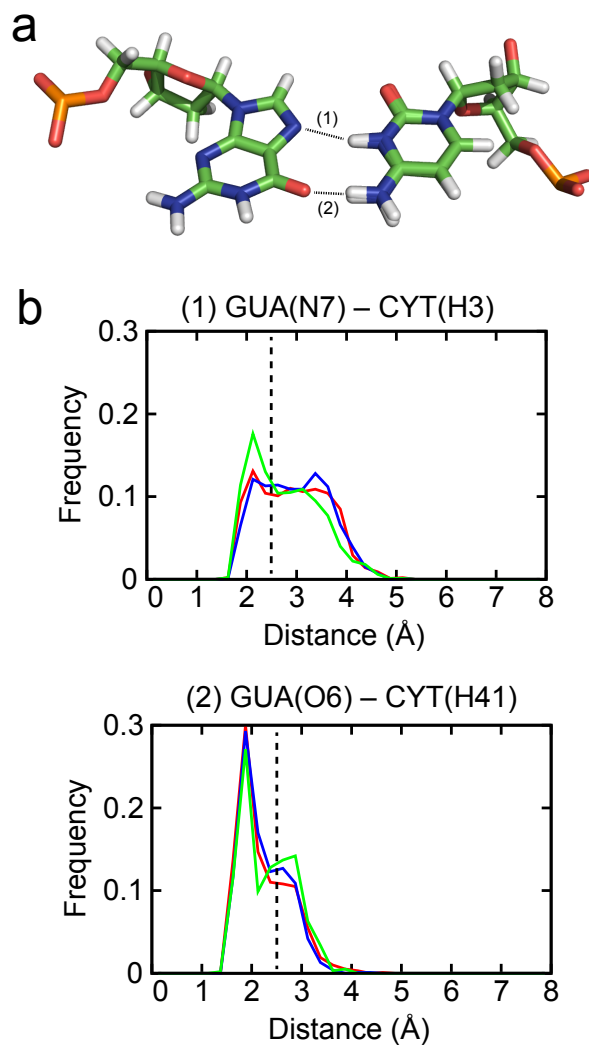 a
(1)
(2)
b
(1) GUA(N7) – CYT(H3)
0.3
0.2
0.1
0
Frequency
0 1 2 3 4 5 6 7 8
Distance (Å)
(2) GUA(O6) – CYT(H41)
0.3
0.2
0.1
0
Frequency
0 1 2 3 4 5 6 7 8
Distance (Å)